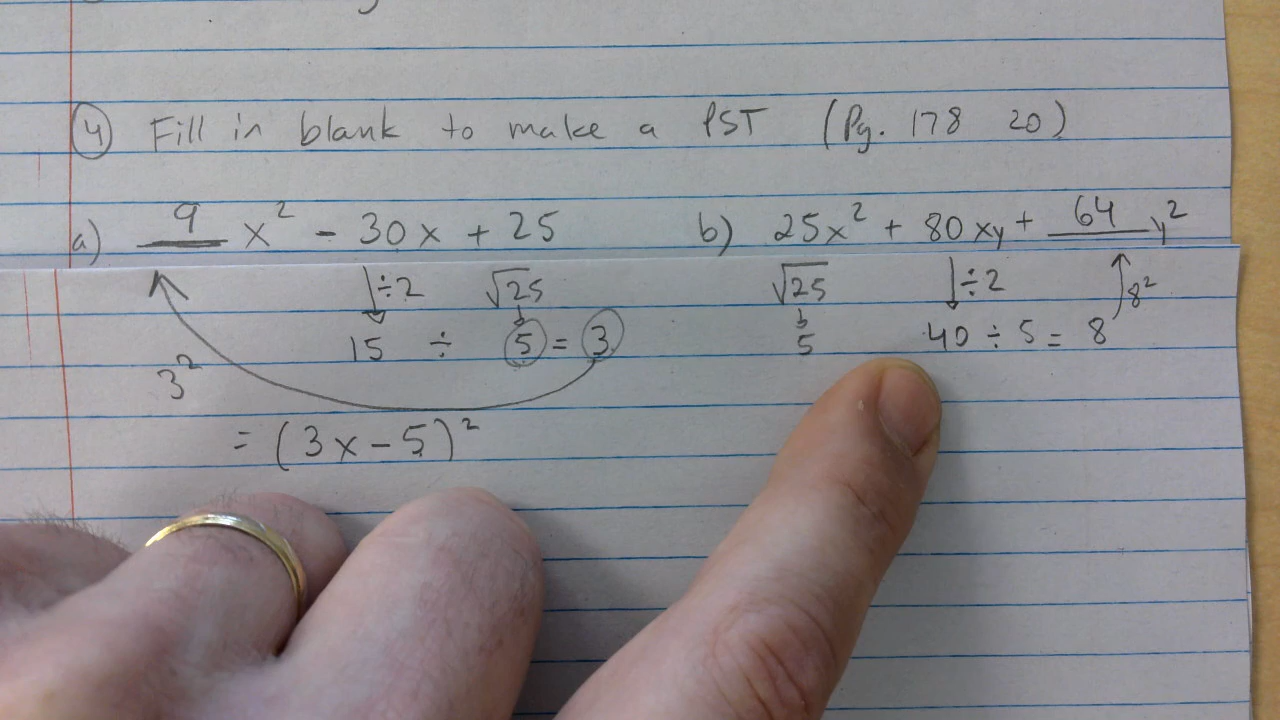 4 Fill in blank to make a PST (Pg. 178 20)
a) 9 x² - 30x + 25 b) 25x² + 80xy + 64 y²
÷2 √25 √25 ÷2 8²
15 ÷ 5 = 3 5 40 ÷ 5 = 8
3²
= (3x - 5)²